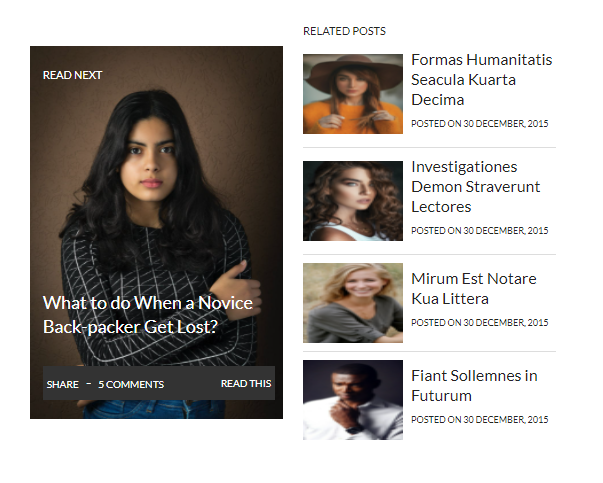 READ NEXT
What to do When a Novice
Back-packer Get Lost?
SHARE – 5 COMMENTS READ THIS
RELATED POSTS
Formas Humanitatis
Seacula Kuarta
Decima
POSTED ON 30 DECEMBER, 2015
Investigationes
Demon Straverunt
Lectores
POSTED ON 30 DECEMBER, 2015
Mirum Est Notare
Kua Littera
POSTED ON 30 DECEMBER, 2015
Fiant Sollemnes in
Futurum
POSTED ON 30 DECEMBER, 2015